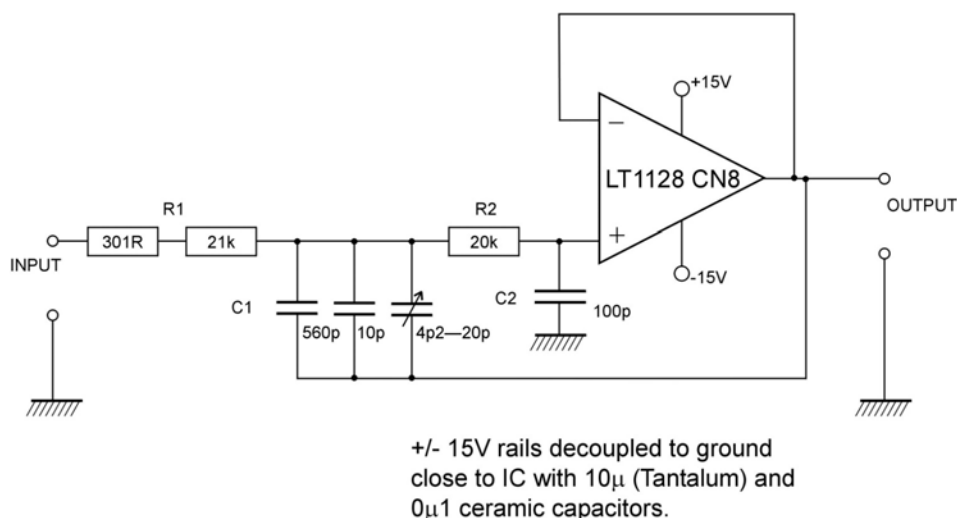 +15V
LT1128 CN8
−
+
-15V
OUTPUT
R1
R2
301R
21k
20k
INPUT
C1
C2
560p
10p
4p2—20p
100p
+/- 15V rails decoupled to ground
close to IC with 10μ (Tantalum) and
0μ1 ceramic capacitors.